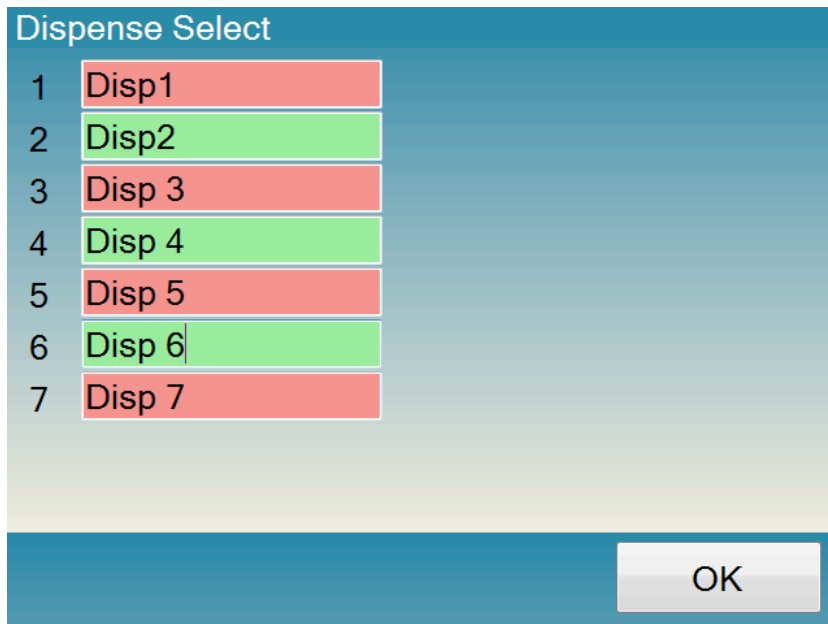 Dispense Select
1 Disp1
2 Disp2
3 Disp 3
4 Disp 4
5 Disp 5
6 Disp 6
7 Disp 7
OK